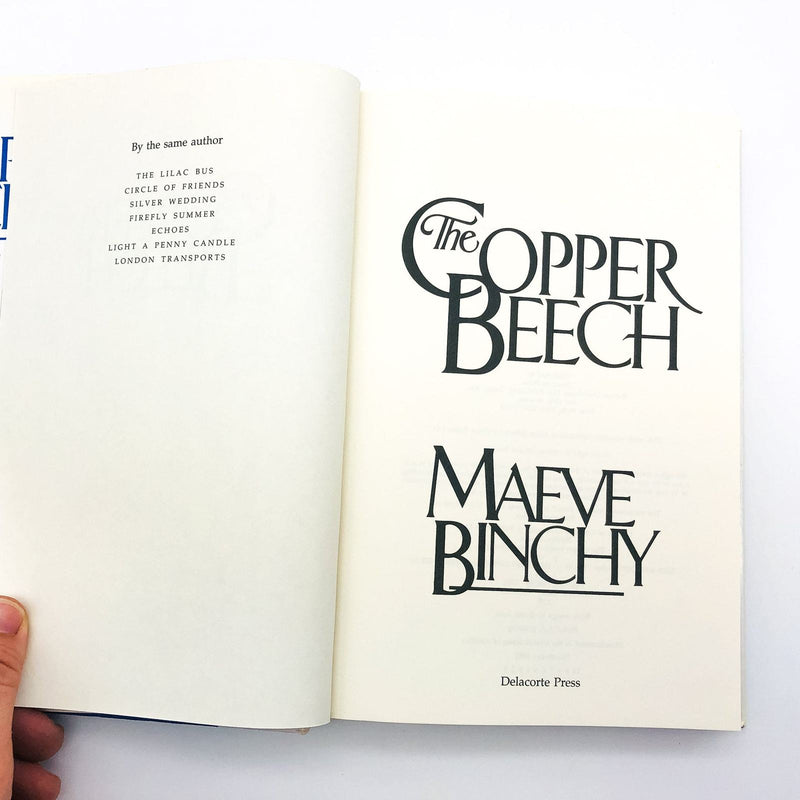 By the same author
THE LILAC BUS
CIRCLE OF FRIENDS
SILVER WEDDING
FIREFLY SUMMER
ECHOES
LIGHT A PENNY CANDLE
LONDON TRANSPORTS
The COPPER
BEECH
MAEVE
BINCHY
Delacorte Press